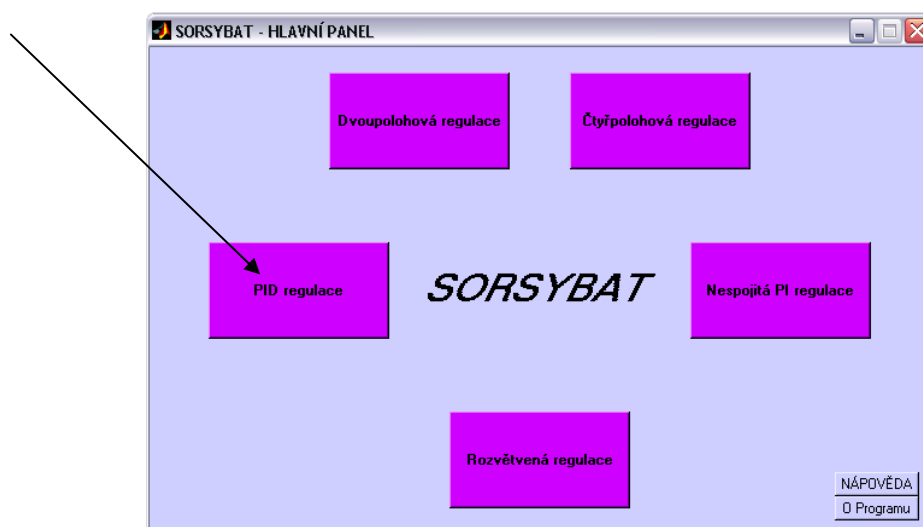 SORSYBAT - HLAVNÍ PANEL
Dvoupolohová regulace
Čtyřpolohová regulace
PID regulace
SORSYBAT
Nespojitá PI regulace
Rozvětvená regulace
NÁPOVĚDA
O Programu